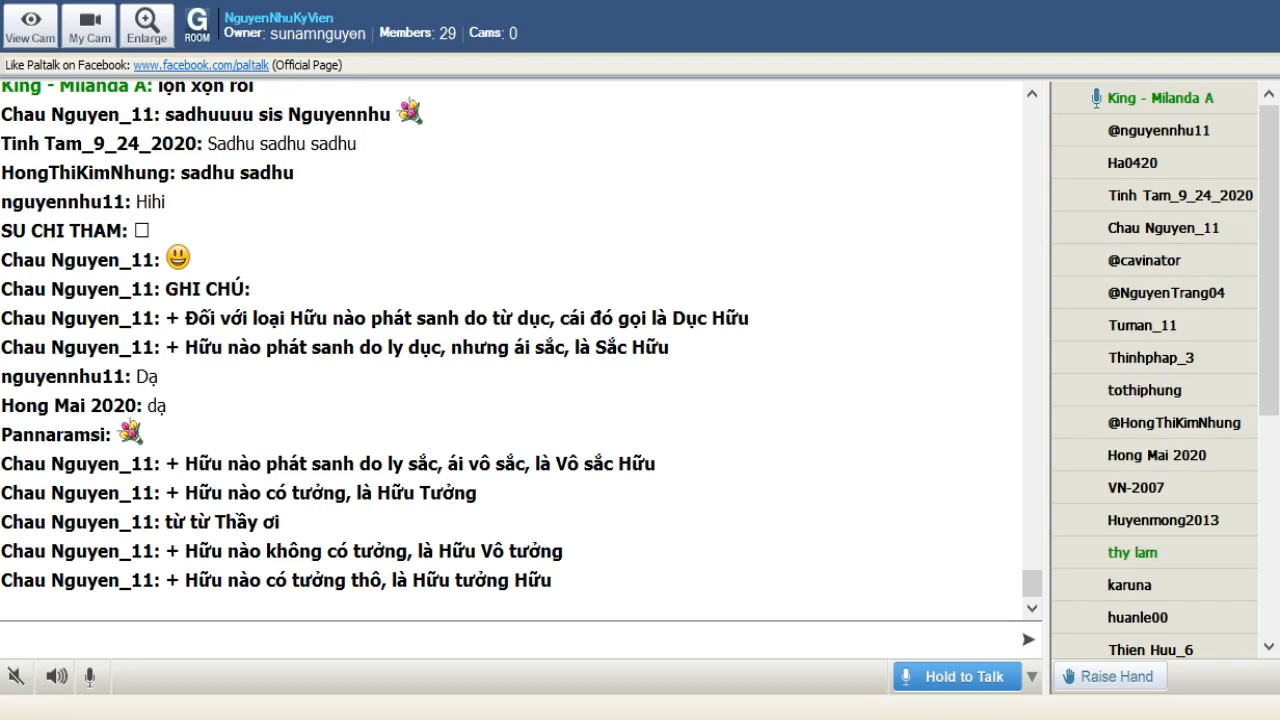 View Cam
My Cam
Enlarge
G
ROOM
NguyenNhuKyVien
Owner: sunamnguyen | Members: 29 | Cams: 0
Like Paltalk on Facebook: www.facebook.com/paltalk (Official Page)
King - Milanda A: lộn xộn rồi
Chau Nguyen_11: sadhuuuu sis Nguyennhu
Tinh Tam_9_24_2020: Sadhu sadhu sadhu
HongThiKimNhung: sadhu sadhu
nguyennhu11: Hihi
SU CHI THAM: □
Chau Nguyen_11:
Chau Nguyen_11: GHI CHÚ:
Chau Nguyen_11: + Đối với loại Hữu nào phát sanh do từ dục, cái đó gọi là Dục Hữu
Chau Nguyen_11: + Hữu nào phát sanh do ly dục, nhưng ái sắc, là Sắc Hữu
nguyennhu11: Dạ
Hong Mai 2020: dạ
Pannaramsi:
Chau Nguyen_11: + Hữu nào phát sanh do ly sắc, ái vô sắc, là Vô sắc Hữu
Chau Nguyen_11: + Hữu nào có tưởng, là Hữu Tưởng
Chau Nguyen_11: từ từ Thầy ơi
Chau Nguyen_11: + Hữu nào không có tưởng, là Hữu Vô tưởng
Chau Nguyen_11: + Hữu nào có tưởng thô, là Hữu tưởng Hữu
King - Milanda A
@nguyennhu11
Ha0420
Tinh Tam_9_24_2020
Chau Nguyen_11
@cavinator
@NguyenTrang04
Tuman_11
Thinhphap_3
tothiphung
@HongThiKimNhung
Hong Mai 2020
VN-2007
Huyenmong2013
thy lam
karuna
huanle00
Thien Huu_6
Hold to Talk
Raise Hand